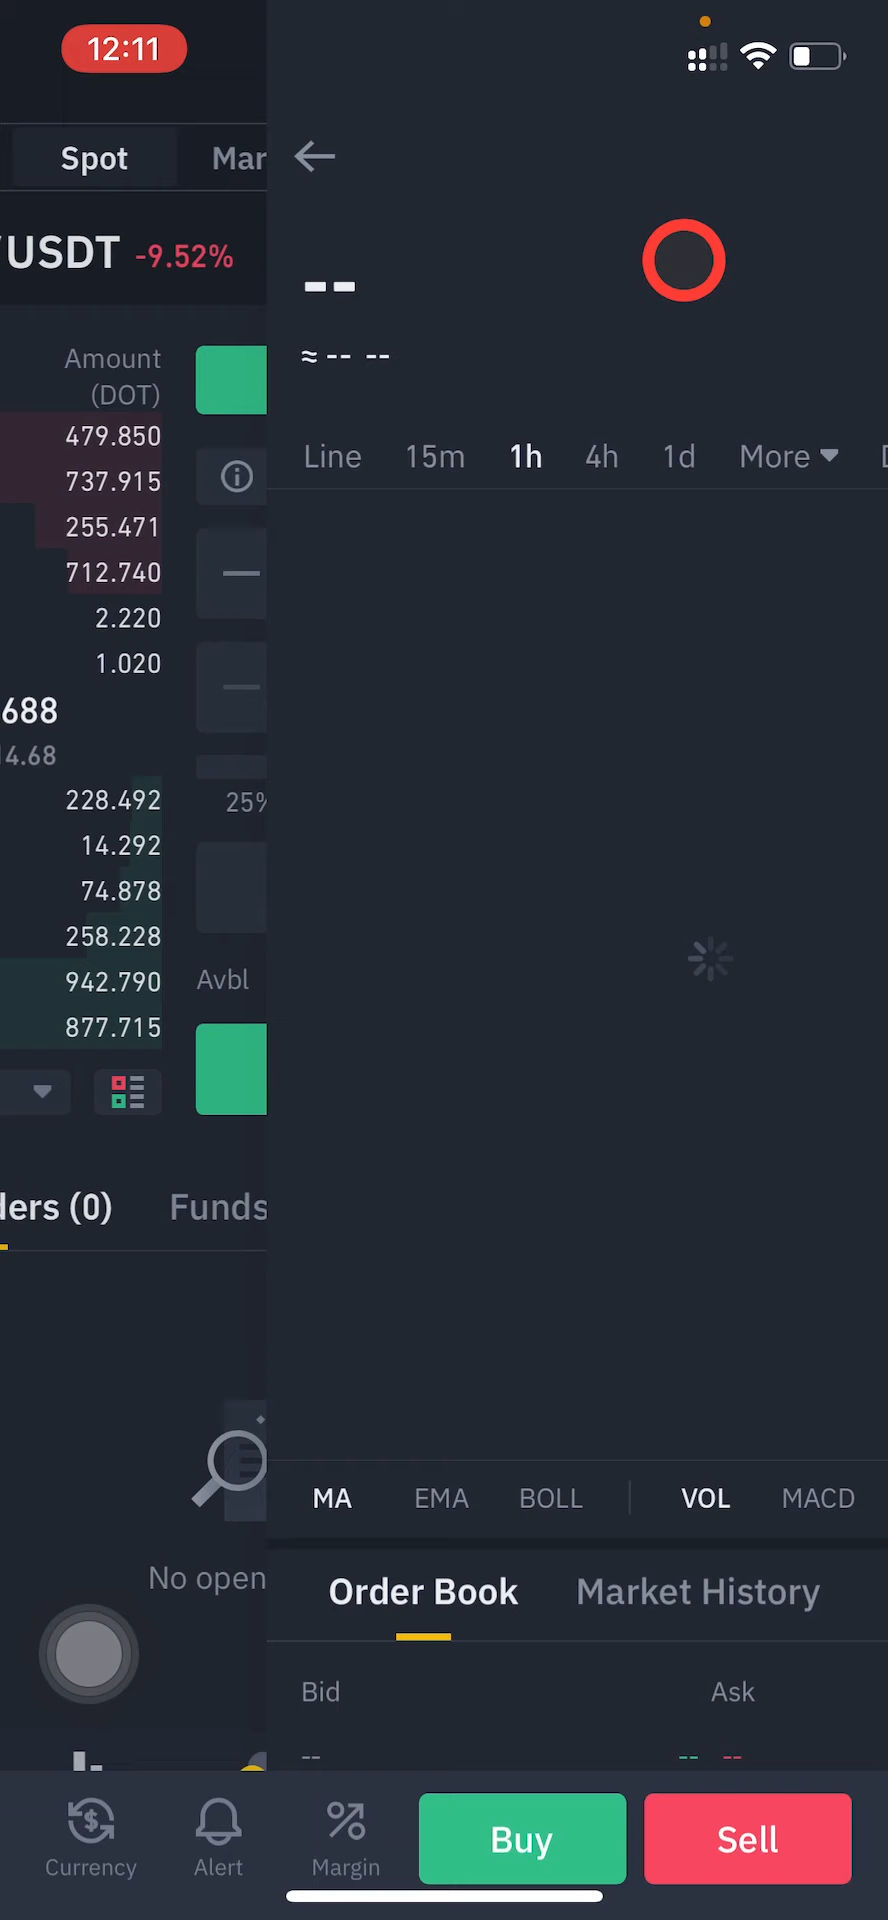 12:11
Spot
Mar
/USDT -9.52%
Amount
(DOT)
479.850
737.915
255.471
712.740
2.220
1.020
688
14.68
228.492
14.292
74.878
258.228
942.790
877.715
25%
Avbl
ders (0)
Funds
No open
--
≈ -- --
Line 15m 1h 4h 1d More
MA EMA BOLL VOL MACD
Order Book Market History
Bid Ask
-- -- --
Currency Alert Margin Buy Sell